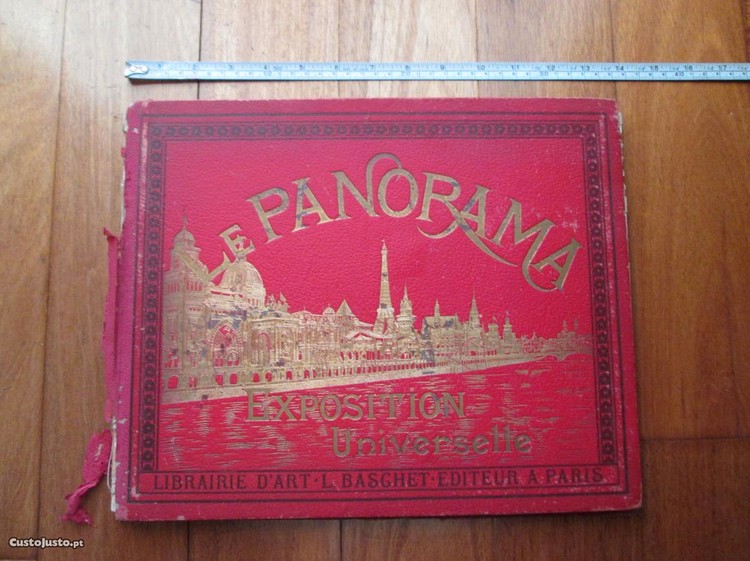 LE PANORAMA
EXPOSITION
Universelle
LIBRAIRIE D'ART·L. BASCHET·EDITEUR A PARIS
CustoJusto.pt